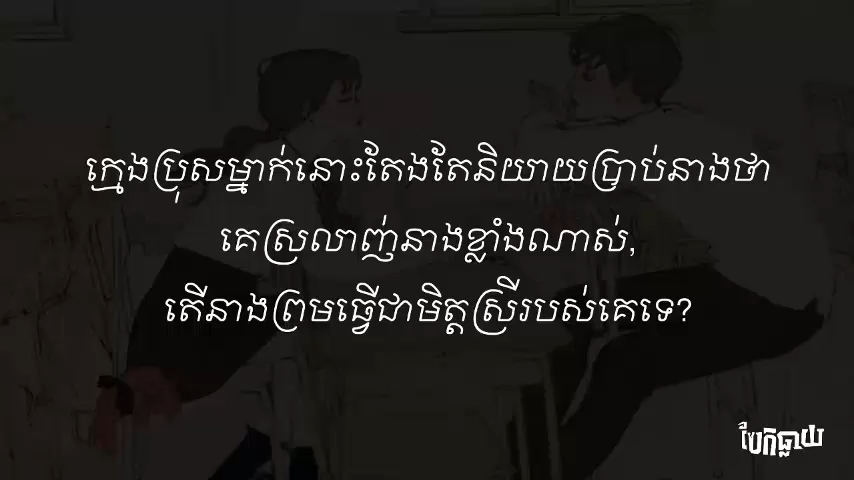 ក្មេងប្រុសម្នាក់នោះតែងតែនិយាយប្រាប់នាងថា
គេស្រលាញ់នាងខ្លាំងណាស់,
តើនាងព្រមធ្វើជាមិត្តស្រីរបស់គេទេ?
បែកធ្លាយ